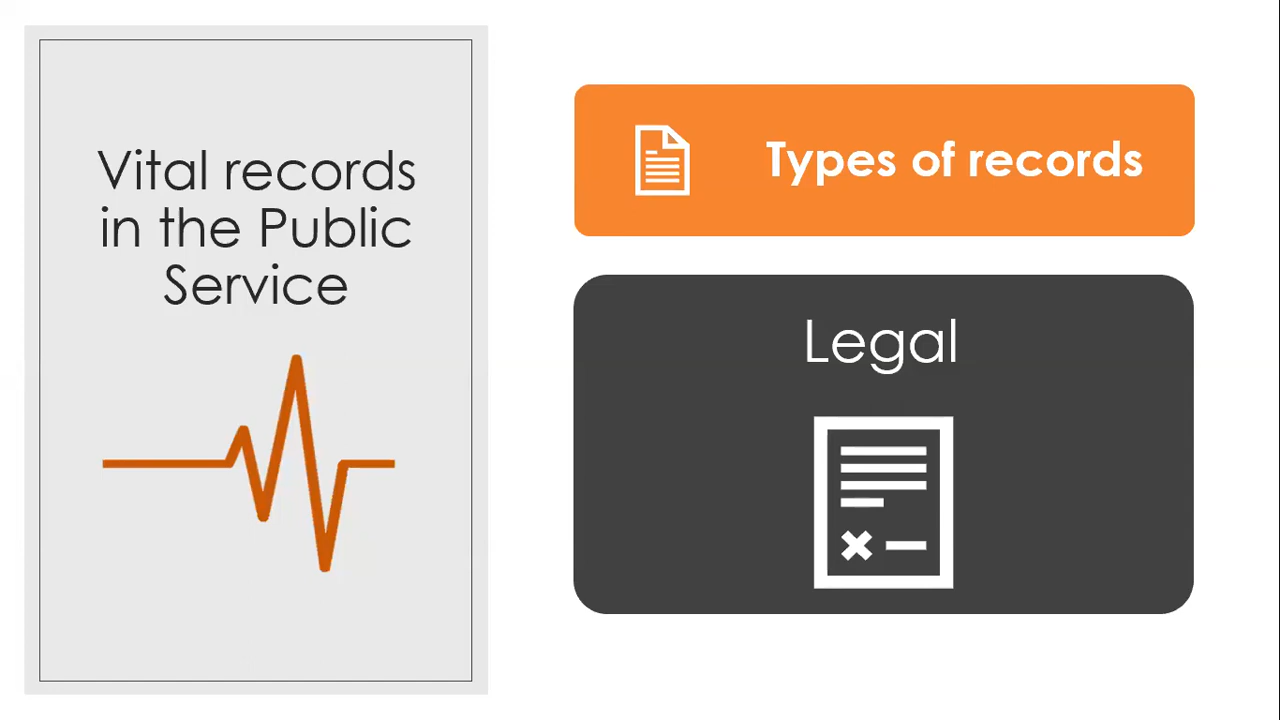 Vital records
in the Public
Service
Types of records
Legal